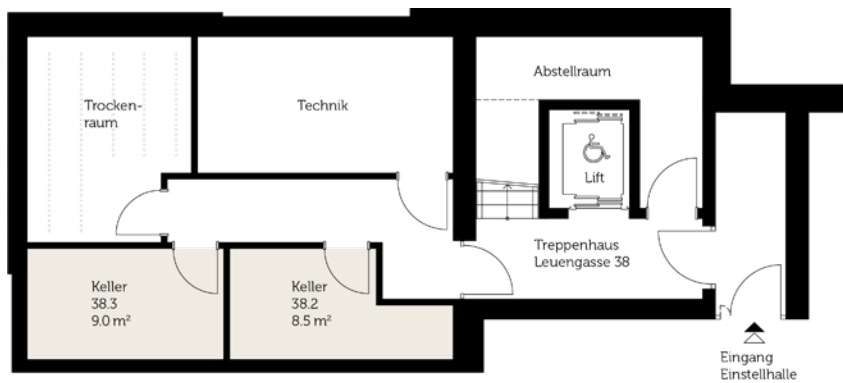 Abstellraum
Trocken-
raum
Technik
Lift
Treppenhaus
Leuengasse 38
Keller
38.3
9.0 m²
Keller
38.2
8.5 m²
Eingang
Einstellhalle